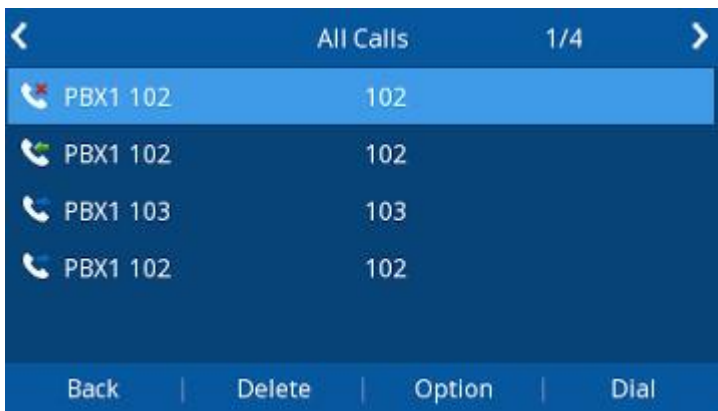 All Calls 1/4
PBX1 102 102
PBX1 102 102
PBX1 103 103
PBX1 102 102
Back | Delete | Option | Dial